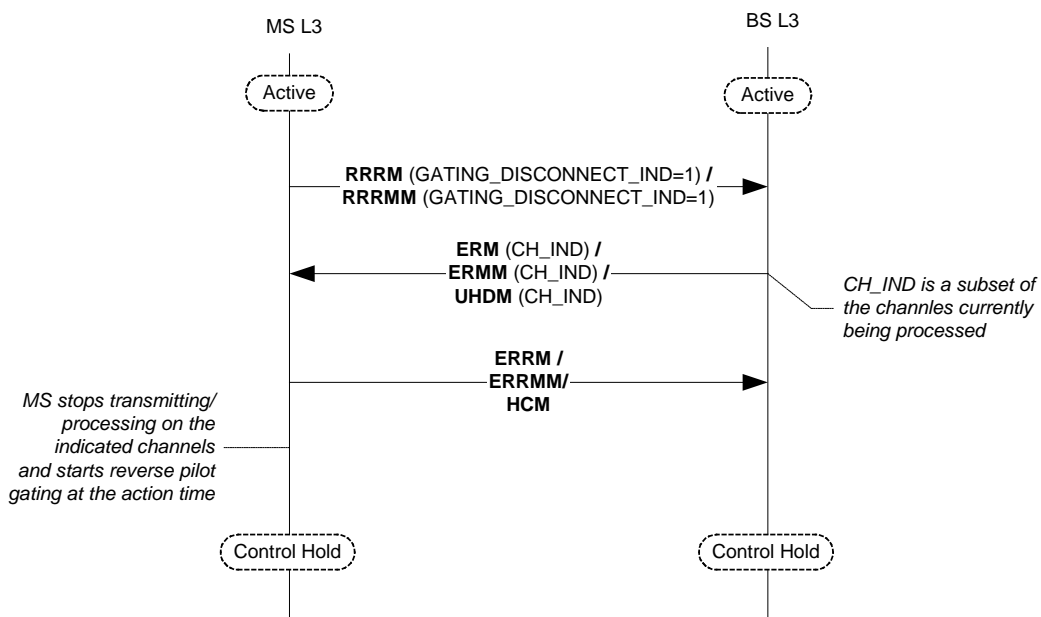 MS L3
BS L3
Active
Active
RRRM (GATING_DISCONNECT_IND=1) /
RRRMM (GATING_DISCONNECT_IND=1)
ERM (CH_IND) /
ERMM (CH_IND) /
UHDM (CH_IND)
CH_IND is a subset of
the channles currently
being processed
ERRM /
ERRMM/
HCM
MS stops transmitting/
processing on the
indicated channels
and starts reverse pilot
gating at the action time
Control Hold
Control Hold